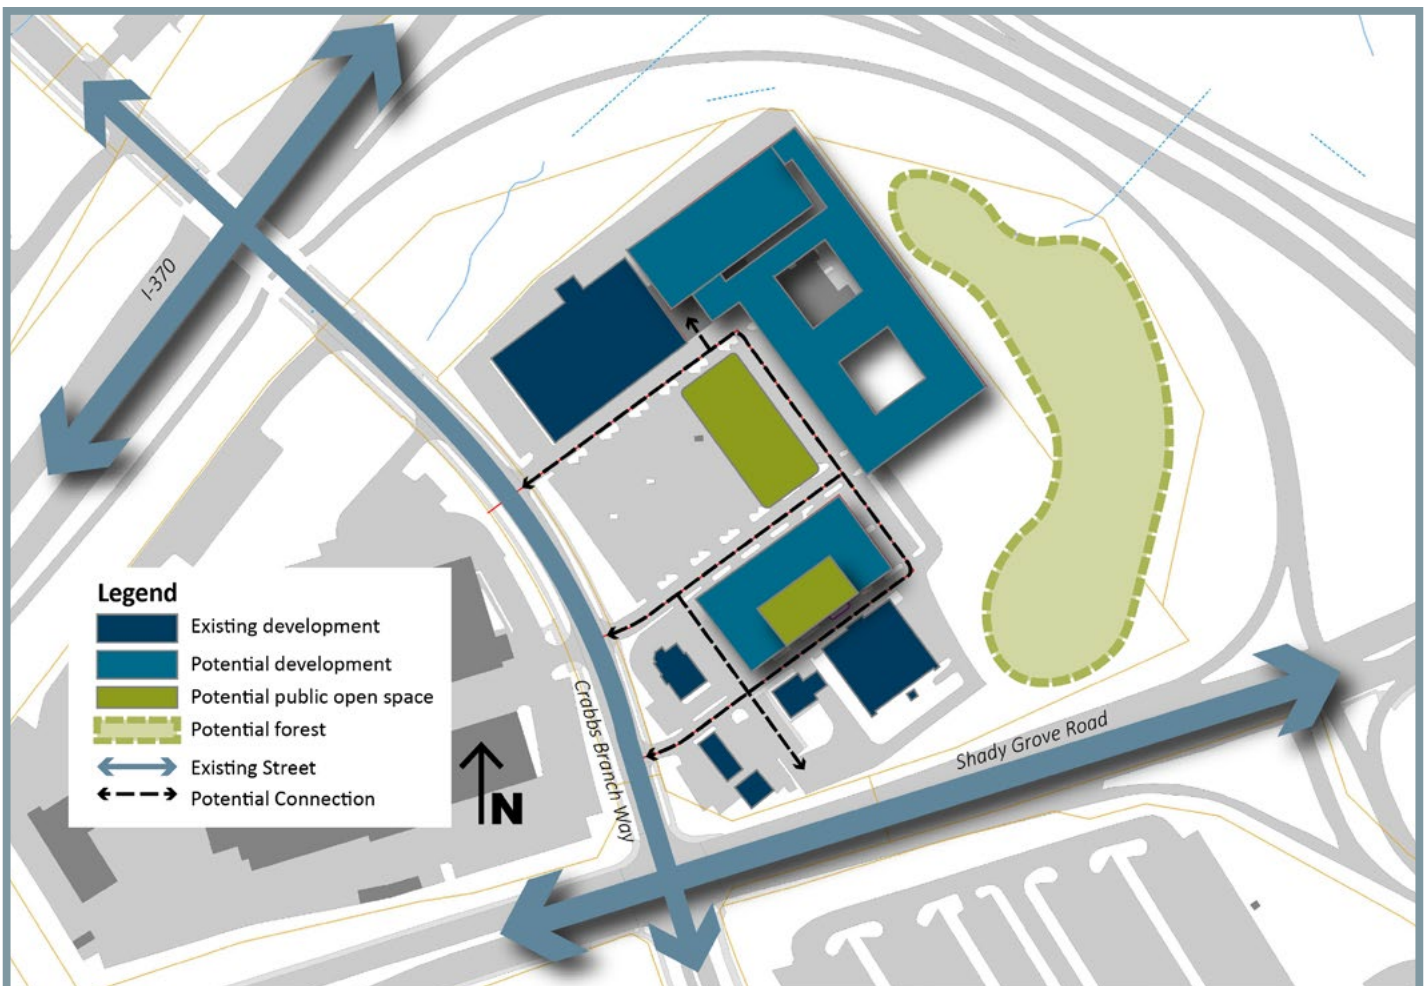 I-370
Legend
Existing development
Potential development
Potential public open space
Potential forest
Existing Street
Potential Connection
N
Crabbs Branch Way
Shady Grove Road